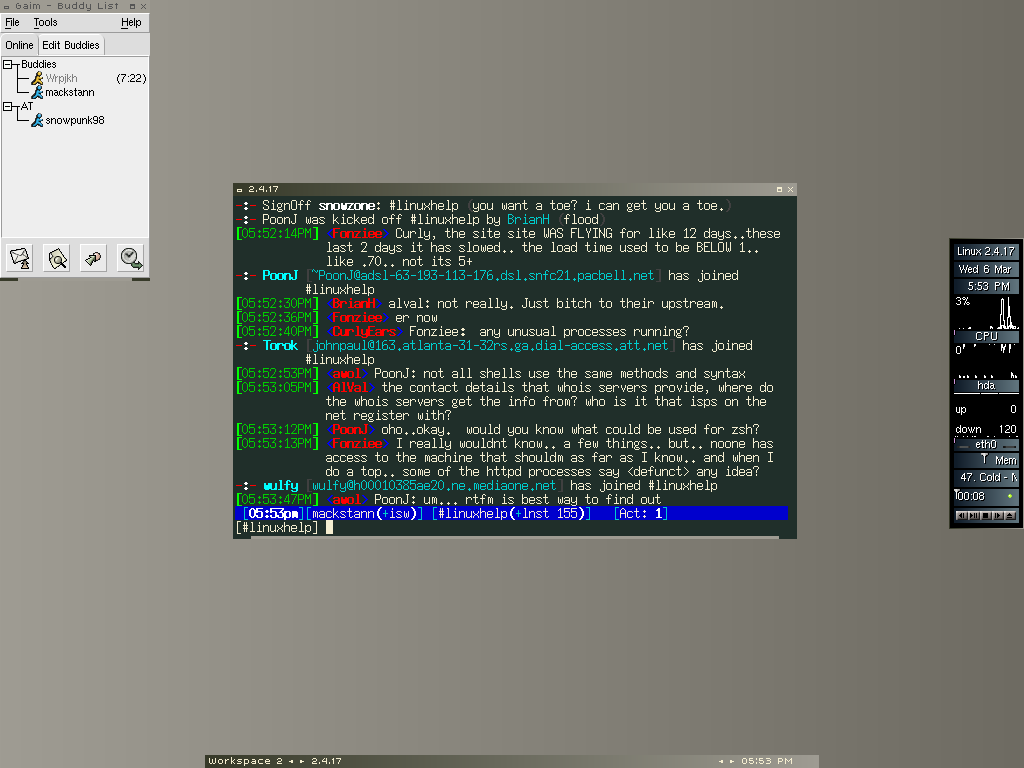 Gaim - Buddy List
File Tools Help
Online Edit Buddies
Buddies
Wrpjkh (7:22)
mackstann
AT
snowpunk98
2.4.17
-:- SignOff snowzone: #linuxhelp (you want a toe? i can get you a toe.)
-:- PoonJ was kicked off #linuxhelp by BrianH (flood)
[05:52:14PM] <Fonziee> Curly, the site site WAS FLYING for like 12 days..these
last 2 days it has slowed.. the load time used to be BELOW 1..
like .70.. not its 5+
-:- PoonJ [~PoonJ@adsl-63-193-113-176.dsl.snfc21.pacbell.net] has joined
#linuxhelp
[05:52:30PM] <BrianH> alval: not really. Just bitch to their upstream.
[05:52:36PM] <Fonziee> er now
[05:52:40PM] <CurlyEars> Fonziee:  any unusual processes running?
-:- Torok [johnpaul@163.atlanta-31-32rs.ga.dial-access.att.net] has joined
#linuxhelp
[05:52:53PM] <awol> PoonJ: not all shells use the same methods and syntax
[05:53:05PM] <AlVal> the contact details that whois servers provide, where do
the whois servers get the info from? who is it that isps on the
net register with?
[05:53:12PM] <PoonJ> oho..okay.  would you know what could be used for zsh?
[05:53:13PM] <Fonziee> I really wouldnt know.. a few things.. but.. noone has
access to the machine that shouldm as far as I know.. and when I
do a top.. some of the httpd processes say <defunct> any idea?
-:- wulfy [wulfy@h00010385ae20.ne.mediaone.net] has joined #linuxhelp
[05:53:47PM] <awol> PoonJ: um... rtfm is best way to find out
[05:53pm][mackstann(+isw)] [#linuxhelp(+lnst 155)]   [Act: 1]
[#linuxhelp]
Linux 2.4.17
Wed 6 Mar
5:53 PM
3%
CPU
0
hda
up 0
down 120
eth0
Mem
47. Cold - M
00:08
Workspace 2 2.4.17 05:53 PM